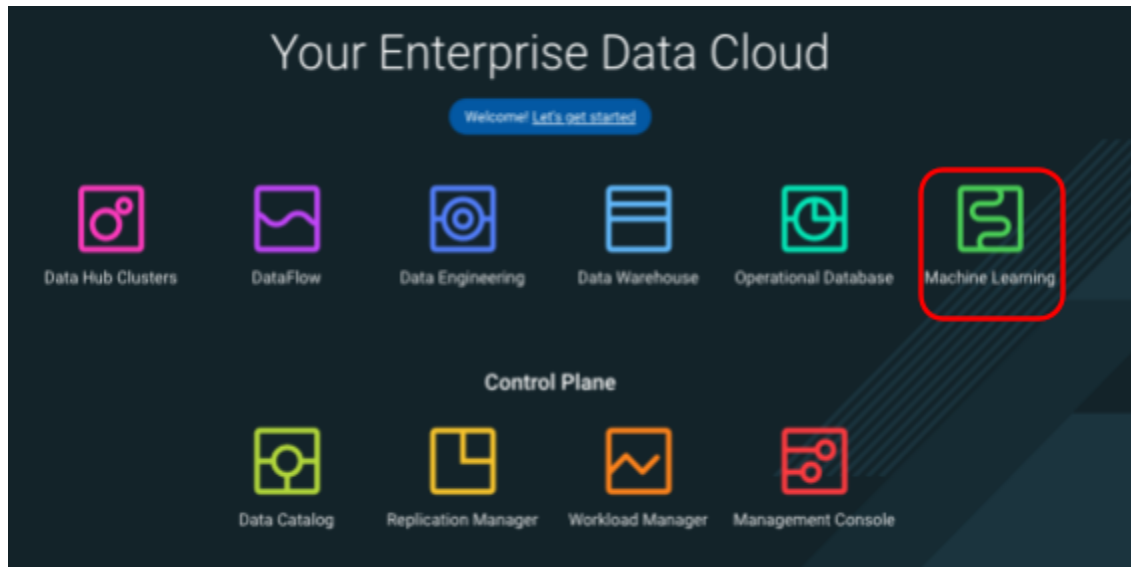 Your Enterprise Data Cloud
Welcome! Let's get started
Data Hub Clusters
DataFlow
Data Engineering
Data Warehouse
Operational Database
Machine Learning
Control Plane
Data Catalog
Replication Manager
Workload Manager
Management Console